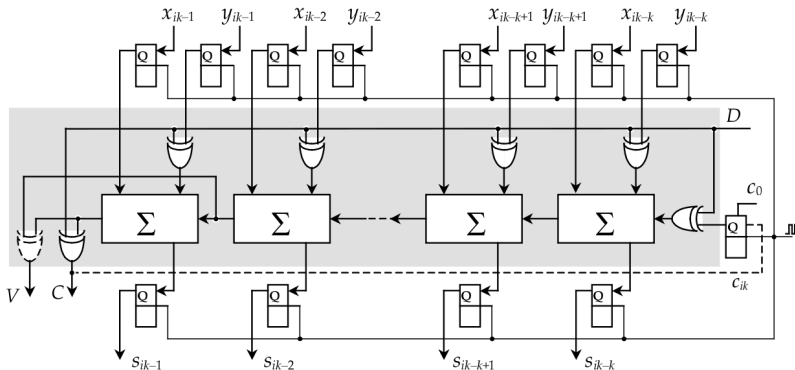 x_{ik–1} y_{ik–1} x_{ik–2} y_{ik–2} x_{ik–k+1} y_{ik–k+1} x_{ik–k} y_{ik–k}
Q Q Q Q Q Q Q Q
D
c_0
Σ Σ Σ Σ Q
V C c_{ik}
Q Q Q Q
s_{ik–1} s_{ik–2} s_{ik–k+1} s_{ik–k}